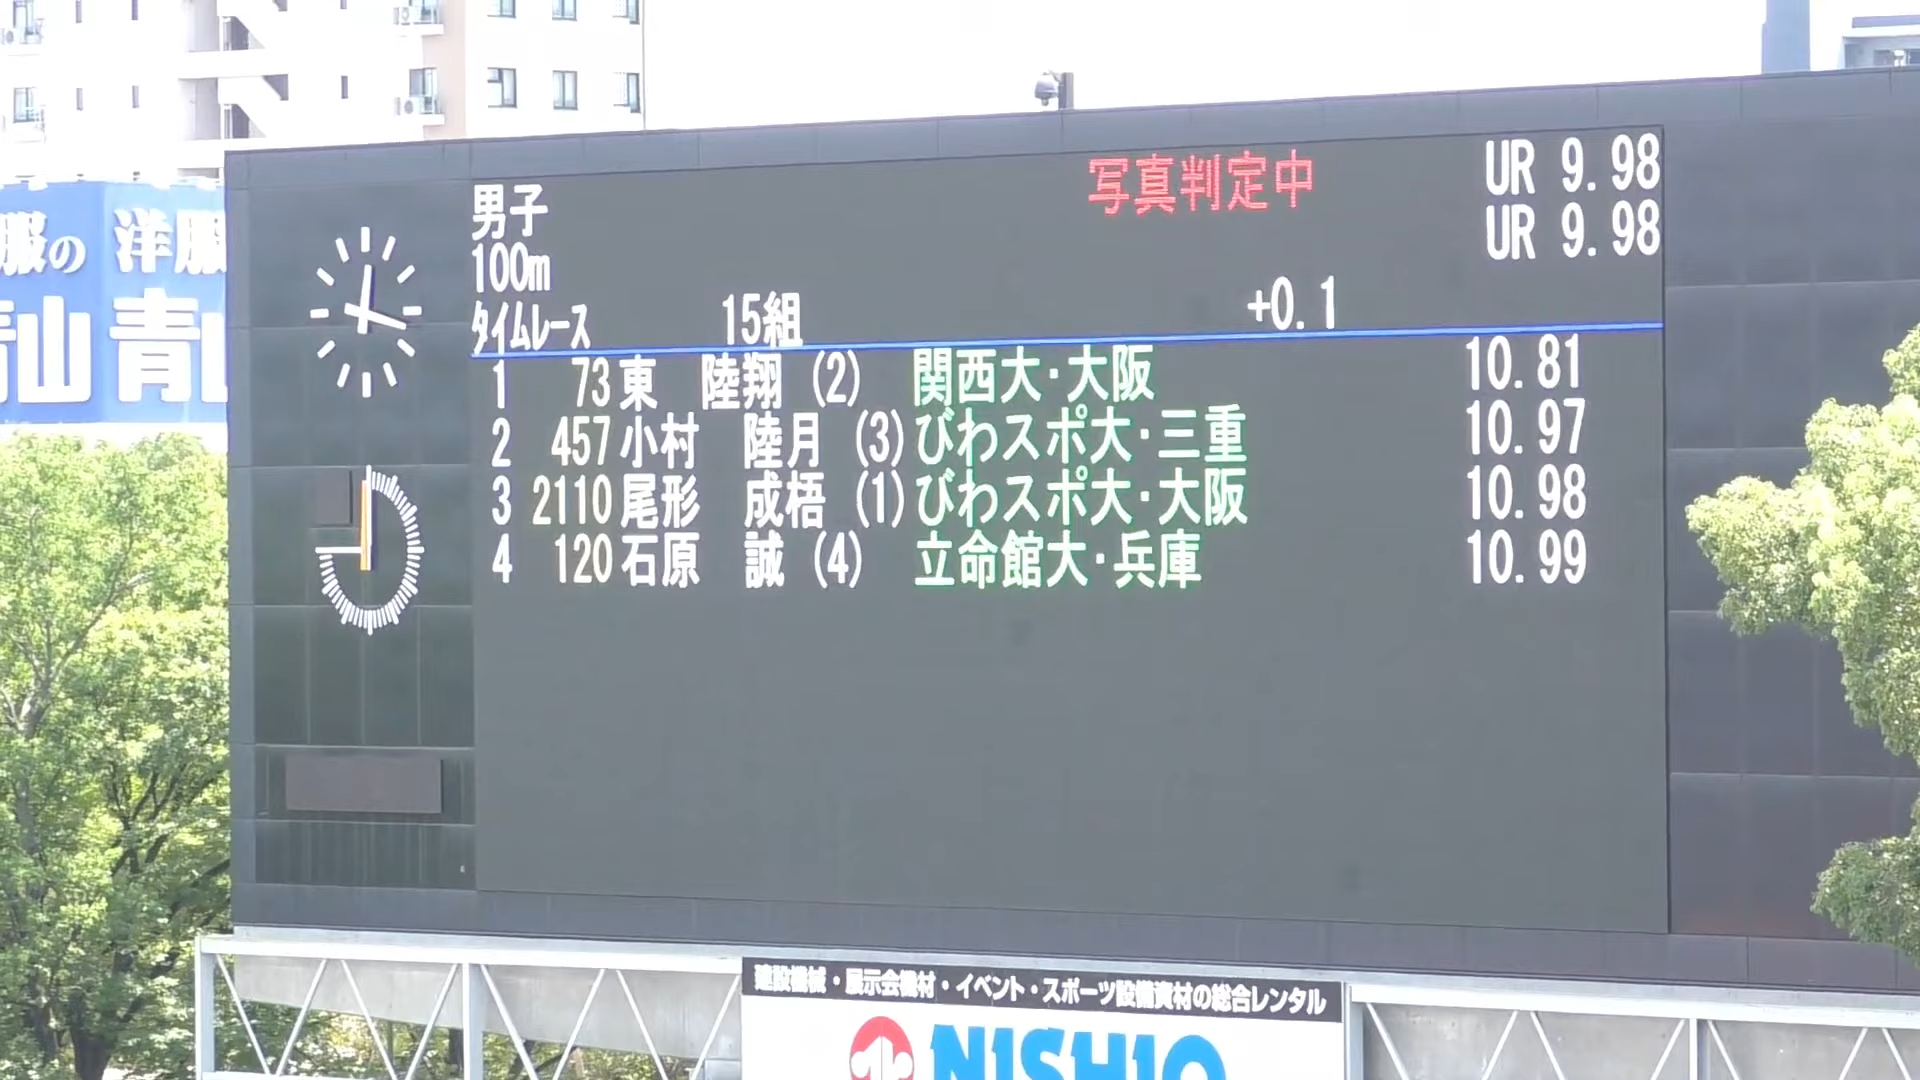 写真判定中 UR 9.98
UR 9.98
男子
100m
タイムレース 15組 +0.1
1 73 東 陸翔 (2) 関西大・大阪 10.81
2 457 小村 陸月 (3) びわスポ大・三重 10.97
3 2110 尾形 成梧 (1) びわスポ大・大阪 10.98
4 120 石原 誠 (4) 立命館大・兵庫 10.99
服の 洋服
青山 青山
建設機械・展示会機材・イベント・スポーツ設備資材の総合レンタル
NISHIO